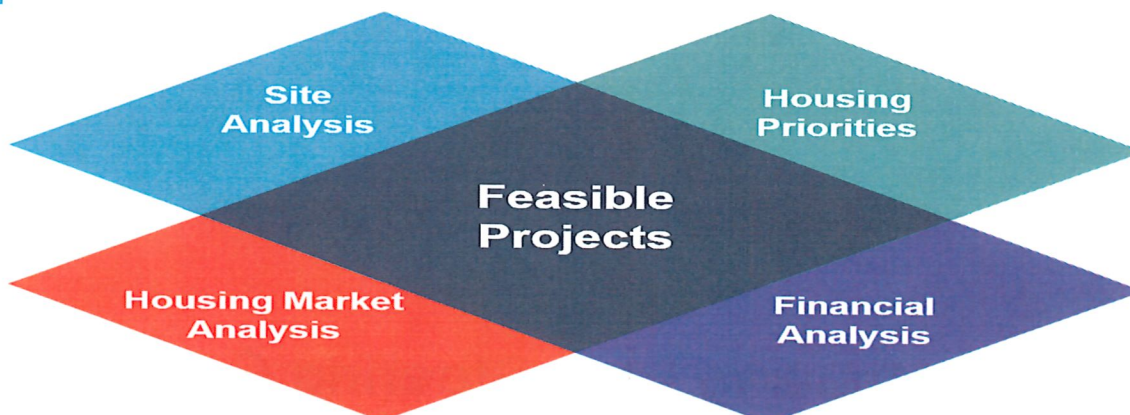 Site
Analysis
Housing
Priorities
Feasible
Projects
Housing Market
Analysis
Financial
Analysis